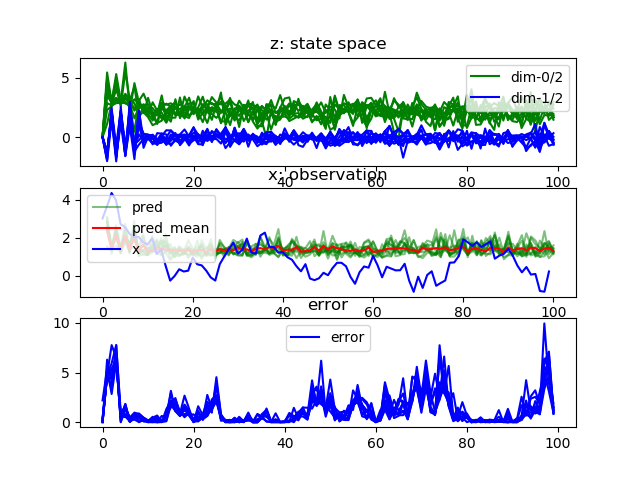 z: state space
5
0
dim-0/2
dim-1/2
0 20 40 60 80 100
x: observation
4
2
0
pred
pred_mean
x
0 20 40 60 80 100
error
10
5
0
error
0 20 40 60 80 100